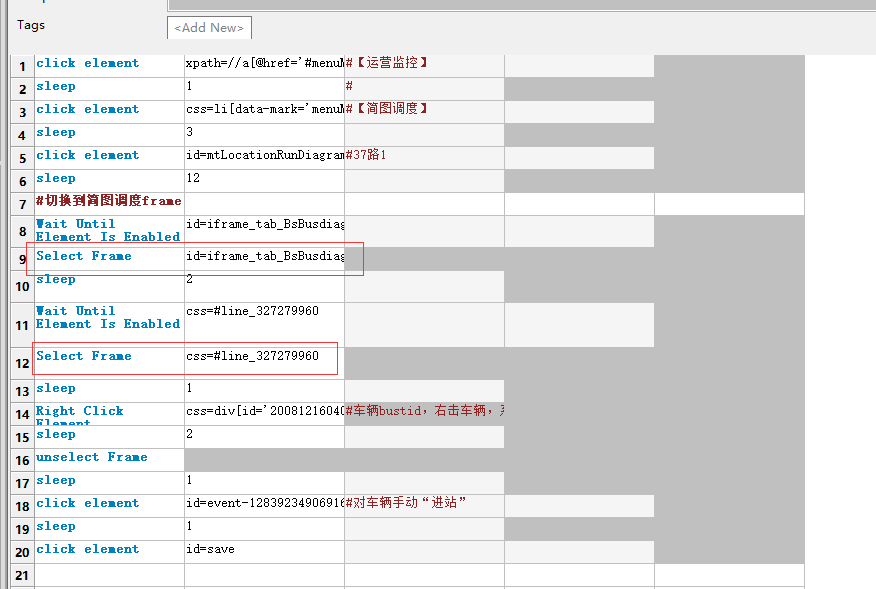 Tags
<Add New>
1 click element xpath=//a[@href='#menuM #【运营监控】
2 sleep 1 #
3 click element css=li[data-mark='menuM #【简图调度】
4 sleep 3
5 click element id=mtLocationRunDiagram #37路1
6 sleep 12
7 #切换到简图调度frame
8 Wait Until
Element Is Enabled id=iframe_tab_BsBusdiag
9 Select Frame id=iframe_tab_BsBusdiag
10 sleep 2
11 Wait Until
Element Is Enabled css=#line_327279960
12 Select Frame css=#line_327279960
13 sleep 1
14 Right Click
Element css=div[id='20081216040 #车辆bustid，右击车辆，
15 sleep 2
16 unselect Frame
17 sleep 1
18 click element id=event-12839234906916 #对车辆手动“进站”
19 sleep 1
20 click element id=save
21